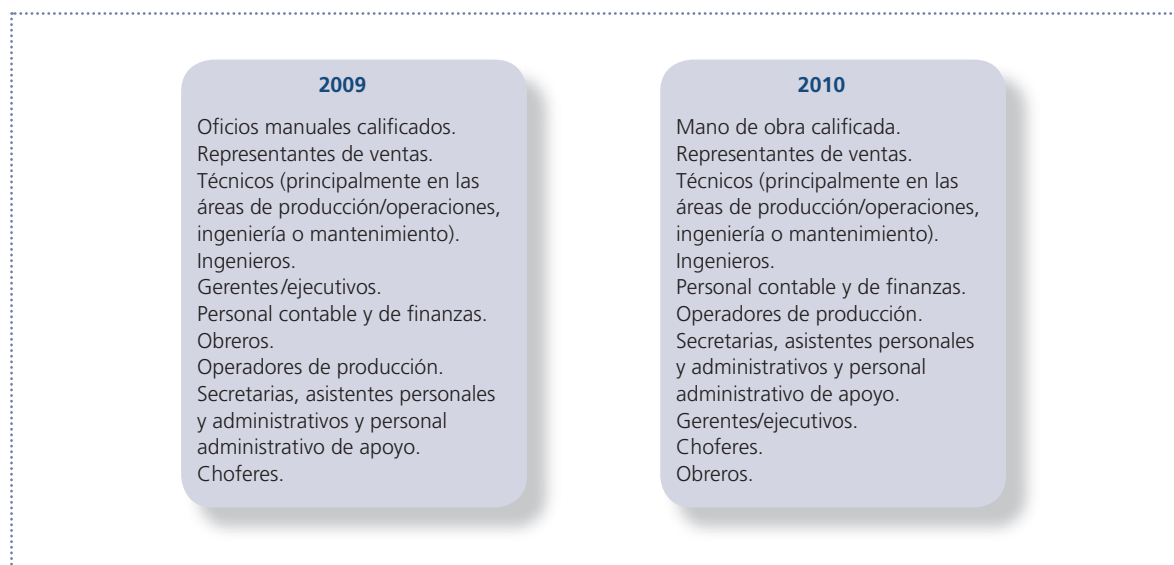 2009
Oficios manuales calificados.
Representantes de ventas.
Técnicos (principalmente en las
áreas de producción/operaciones,
ingeniería o mantenimiento).
Ingenieros.
Gerentes/ejecutivos.
Personal contable y de finanzas.
Obreros.
Operadores de producción.
Secretarias, asistentes personales
y administrativos y personal
administrativo de apoyo.
Choferes.
2010
Mano de obra calificada.
Representantes de ventas.
Técnicos (principalmente en las
áreas de producción/operaciones,
ingeniería o mantenimiento).
Ingenieros.
Personal contable y de finanzas.
Operadores de producción.
Secretarias, asistentes personales
y administrativos y personal
administrativo de apoyo.
Gerentes/ejecutivos.
Choferes.
Obreros.